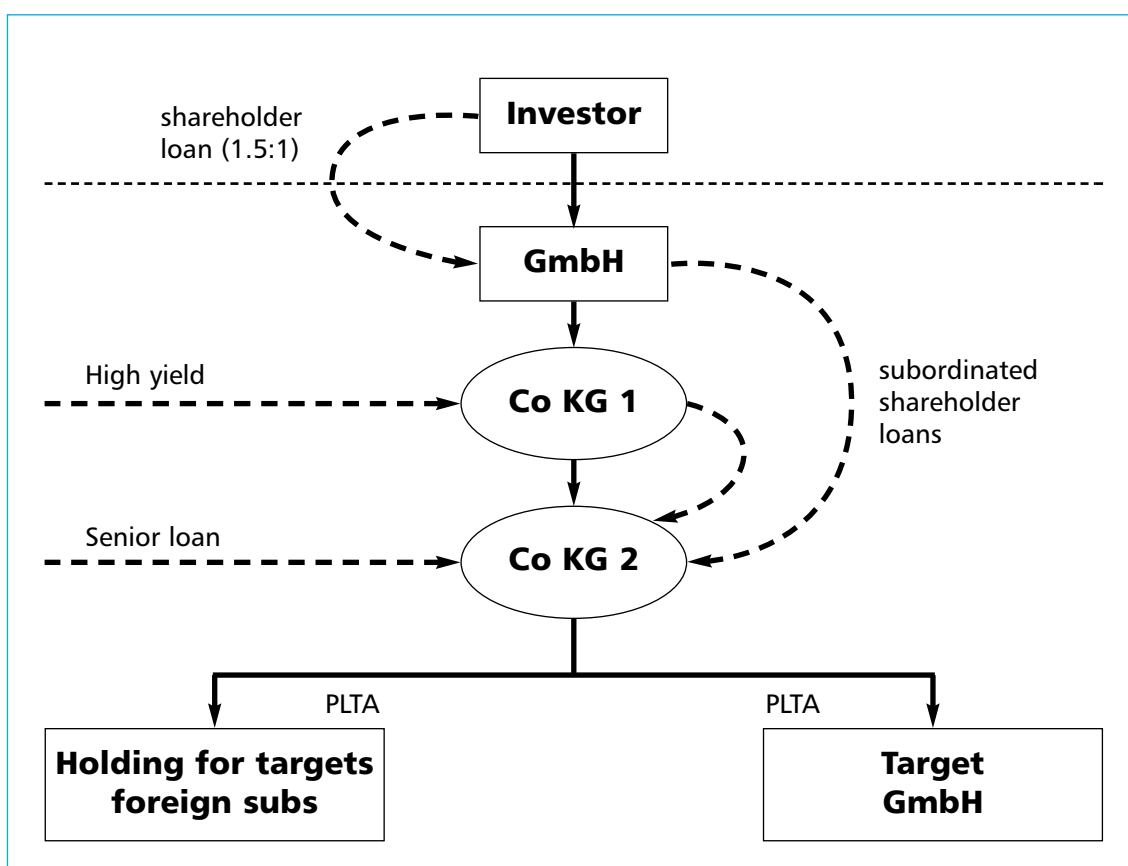 Investor
shareholder
loan (1.5:1)
GmbH
High yield
Co KG 1
subordinated
shareholder
loans
Senior loan
Co KG 2
PLTA
PLTA
Holding for targets
foreign subs
Target
GmbH